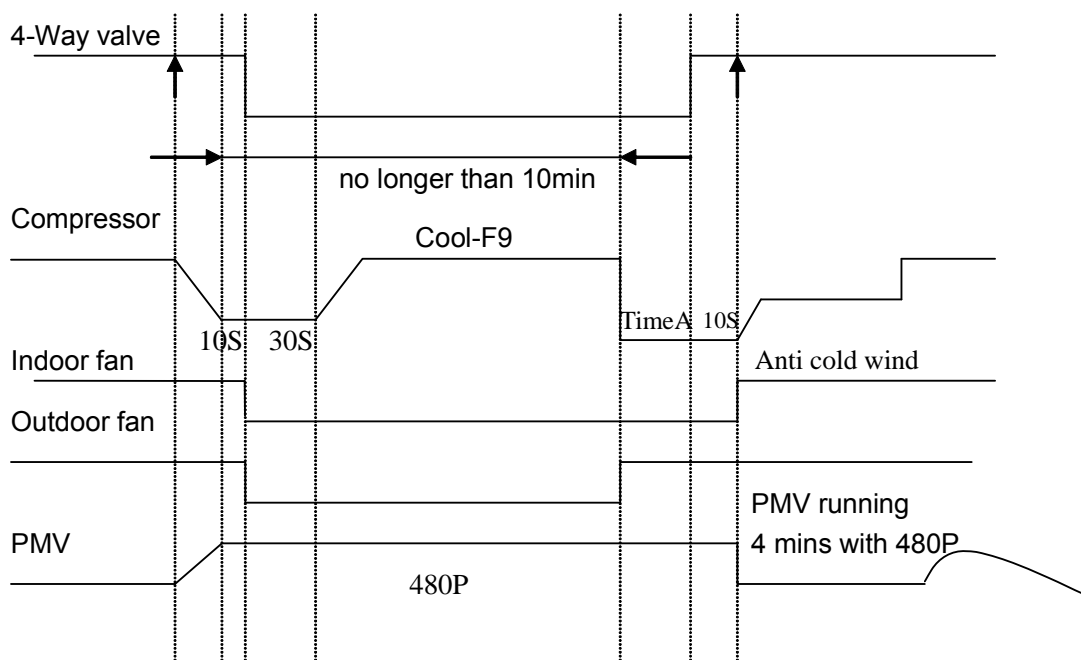 4-Way valve
no longer than 10min
Compressor
Cool-F9
10S 30S
TimeA 10S
Indoor fan
Anti cold wind
Outdoor fan
PMV running
4 mins with 480P
PMV
480P